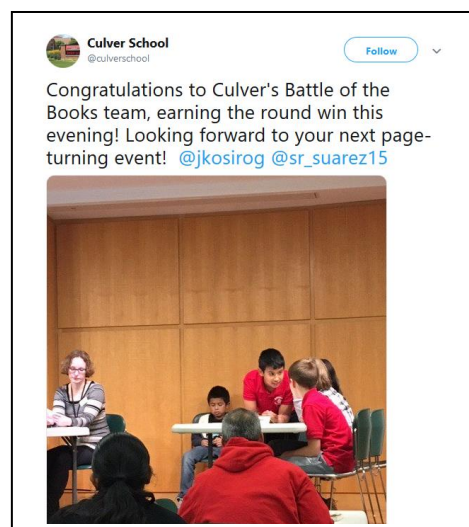 Culver School
@culverschool
Follow
Congratulations to Culver's Battle of the
Books team, earning the round win this
evening! Looking forward to your next page-
turning event! @jkosirog @sr_suarez15